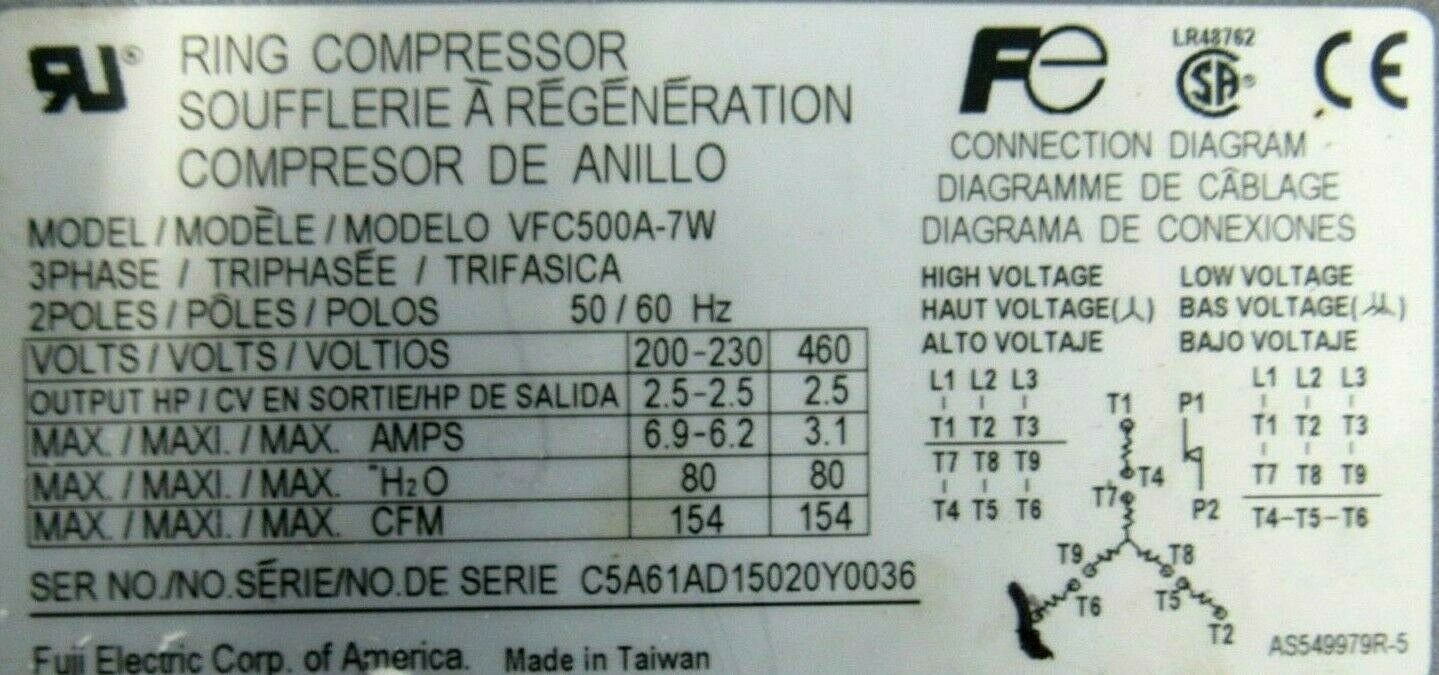 RU®
RING COMPRESSOR
SOUFFLERIE À RÉGÉNÉRATION
COMPRESOR DE ANILLO
MODEL / MODÈLE / MODELO VFC500A-7W
3PHASE / TRIPHASÉE / TRIFASICA
2POLES / PÔLES / POLOS 50 / 60 Hz
VOLTS / VOLTS / VOLTIOS 200-230 460
OUTPUT HP / CV EN SORTIE/HP DE SALIDA 2.5-2.5 2.5
MAX. / MAXI. / MAX. AMPS 6.9-6.2 3.1
MAX. / MAXI. / MAX. "H₂O 80 80
MAX. / MAXI. / MAX. CFM 154 154
SER NO./NO.SÉRIE/NO.DE SERIE C5A61AD15020Y0036
Fuji Electric Corp. of America. Made in Taiwan
Fe
LR48762
SA®
CE
CONNECTION DIAGRAM
DIAGRAMME DE CÂBLAGE
DIAGRAMA DE CONEXIONES
HIGH VOLTAGE
HAUT VOLTAGE(⅄)
ALTO VOLTAJE
LOW VOLTAGE
BAS VOLTAGE(⅄⅄)
BAJO VOLTAJE
L1 L2 L3
T1 T2 T3
T7 T8 T9
T4 T5 T6
T1
T4
T7
T9
T8
T6
T5
T2
P1
P2
L1 L2 L3
T1 T2 T3
T7 T8 T9
T4-T5-T6
AS549979R-5